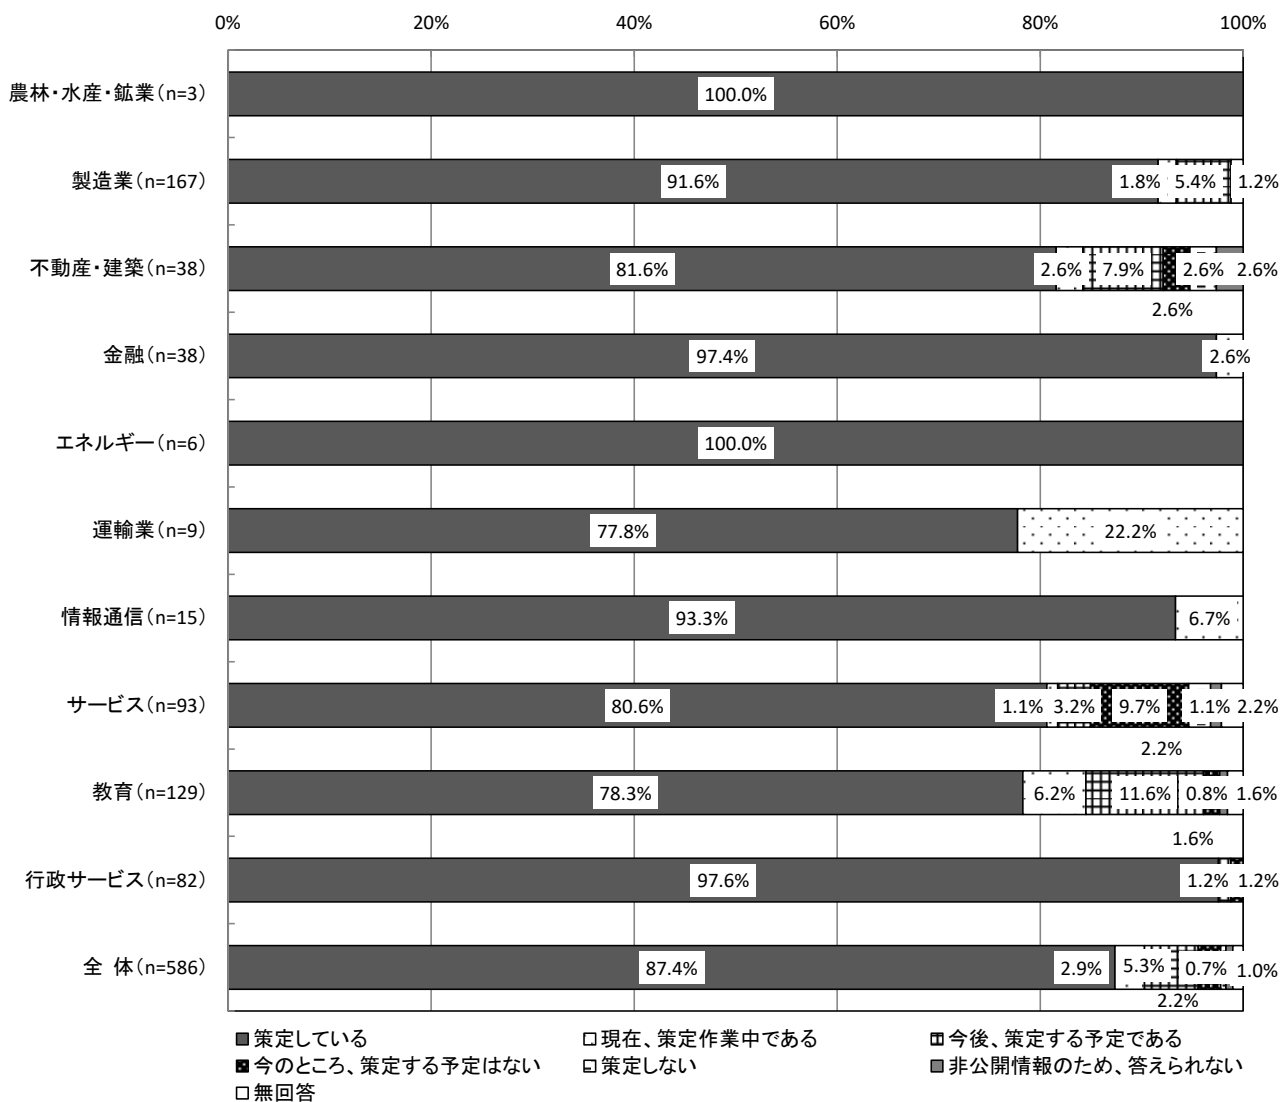 0% 20% 40% 60% 80% 100%
農林・水産・鉱業(n=3) 100.0%
製造業(n=167) 91.6% 1.8% 5.4% 1.2%
不動産・建築(n=38) 81.6% 2.6% 7.9% 2.6% 2.6%
2.6%
金融(n=38) 97.4% 2.6%
エネルギー(n=6) 100.0%
運輸業(n=9) 77.8% 22.2%
情報通信(n=15) 93.3% 6.7%
サービス(n=93) 80.6% 1.1% 3.2% 9.7% 1.1% 2.2%
2.2%
教育(n=129) 78.3% 6.2% 11.6% 0.8% 1.6%
1.6%
行政サービス(n=82) 97.6% 1.2% 1.2%
全 体(n=586) 87.4% 2.9% 5.3% 0.7% 1.0%
2.2%
策定している 現在、策定作業中である 今後、策定する予定である
今のところ、策定する予定はない 策定しない 非公開情報のため、答えられない
無回答